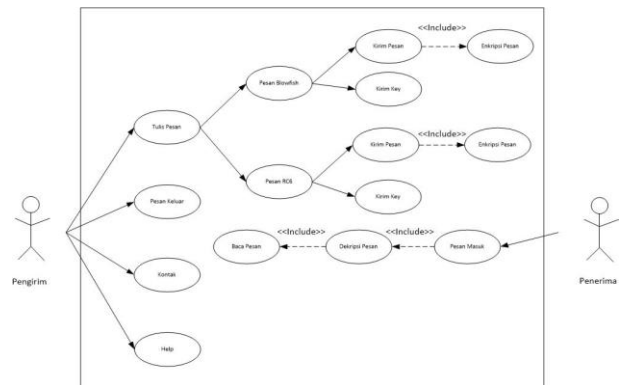 <<Include>>
Kirim Pesan
Enkripsi Pesan
Pesan Blowfish
Kirim Key
Tulis Pesan
<<Include>>
Kirim Pesan
Enkripsi Pesan
Pesan RC6
Kirim Key
Pesan Keluar
<<Include>>
<<Include>>
Baca Pesan
Dekripsi Pesan
Pesan Masuk
Pengirim
Penerima
Kontak
Help